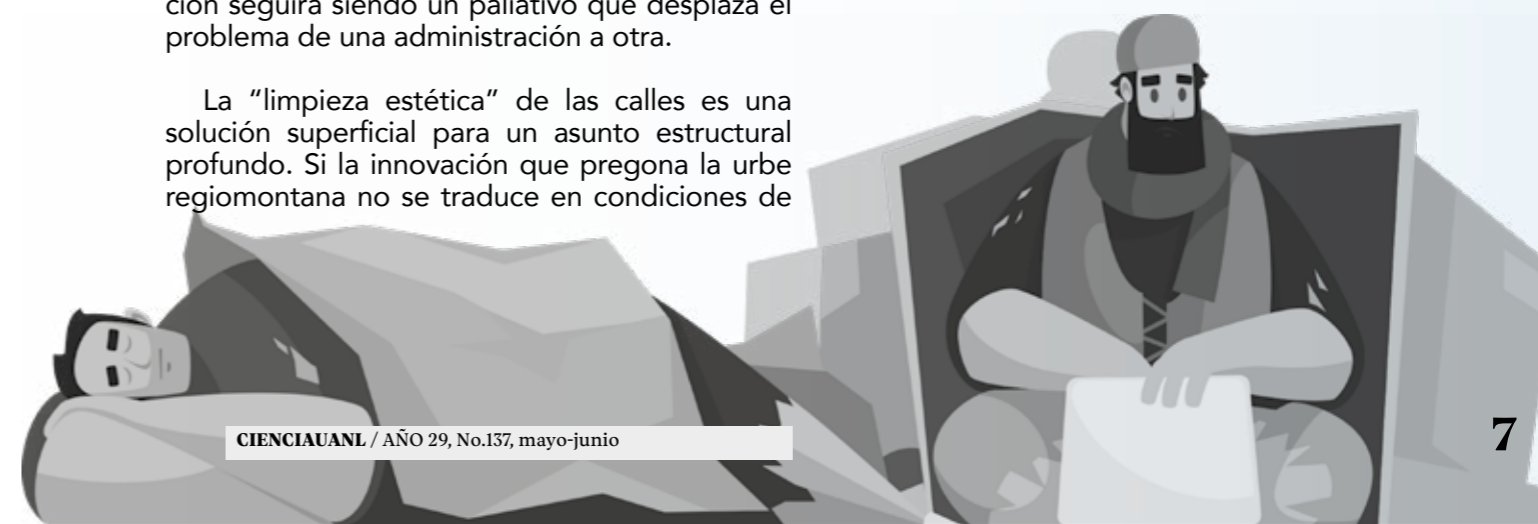 ción seguirá siendo un paliativo que desplaza el
problema de una administración a otra.
La “limpieza estética” de las calles es una
solución superficial para un asunto estructural
profundo. Si la innovación que pregona la urbe
regiomontana no se traduce en condiciones de
CIENCIAUANL / AÑO 29, No.137, mayo-junio
7